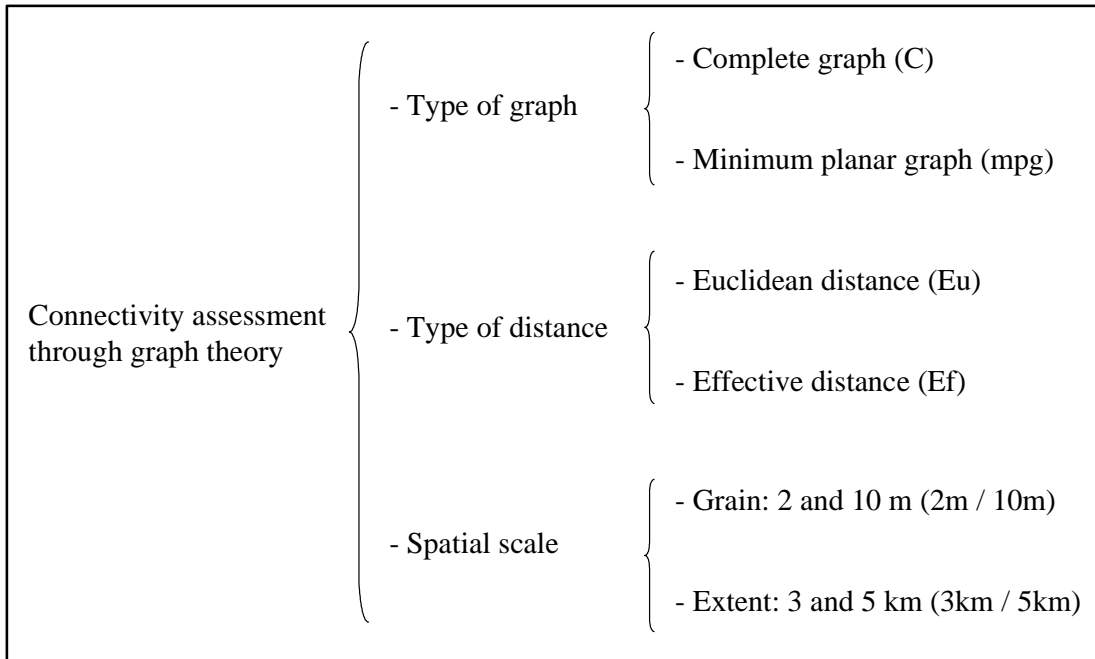 Connectivity assessment
through graph theory
- Type of graph
- Complete graph (C)
- Minimum planar graph (mpg)
- Type of distance
- Euclidean distance (Eu)
- Effective distance (Ef)
- Spatial scale
- Grain: 2 and 10 m (2m / 10m)
- Extent: 3 and 5 km (3km / 5km)